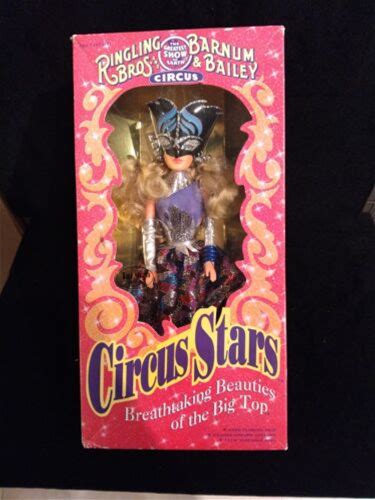 RINGLING BROS. THE GREATEST SHOW ON EARTH BARNUM & BAILEY
CIRCUS
Circus Stars
Breathtaking Beauties
of the Big Top